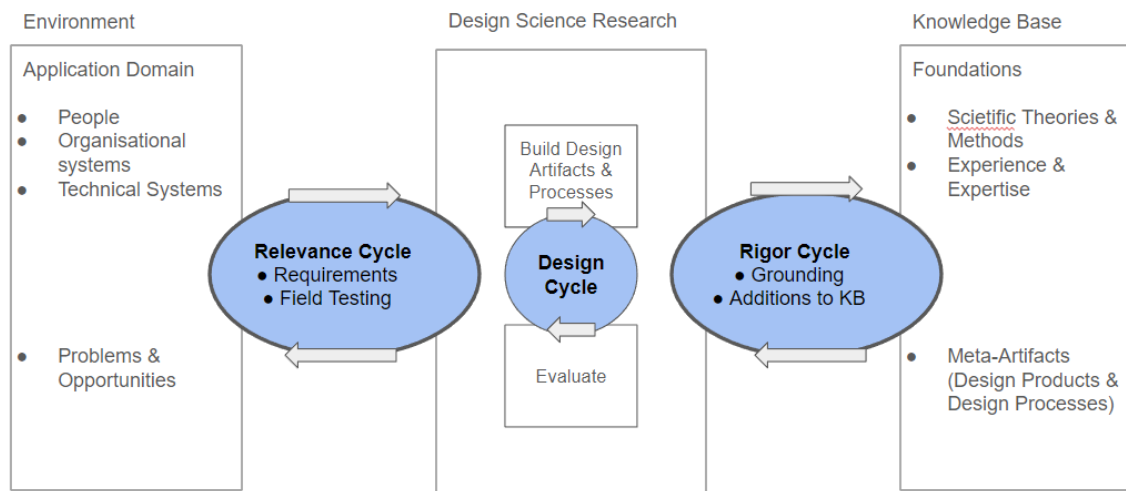 Environment
Design Science Research
Knowledge Base
Application Domain
● People
● Organisational
systems
● Technical Systems
● Problems &
Opportunities
Relevance Cycle
● Requirements
● Field Testing
Build Design
Artifacts &
Processes
Design
Cycle
Evaluate
Rigor Cycle
● Grounding
● Additions to KB
Foundations
● Scietific Theories &
Methods
● Experience &
Expertise
● Meta-Artifacts
(Design Products &
Design Processes)